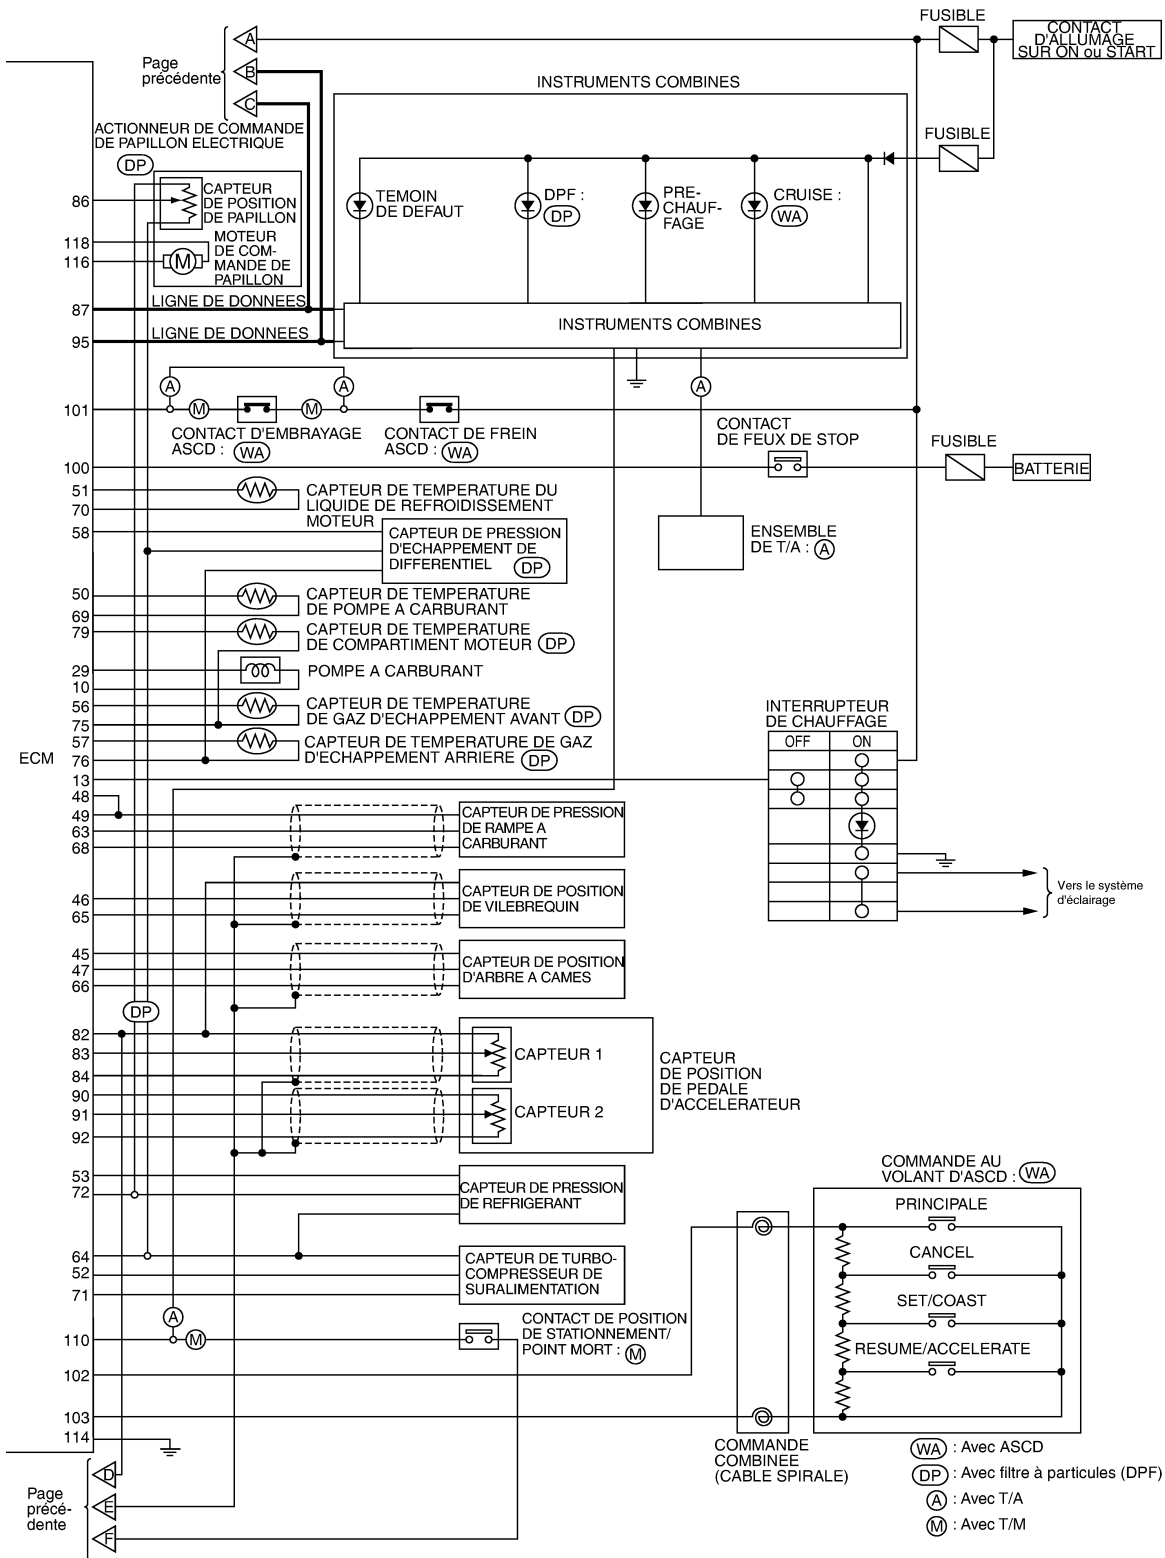 FUSIBLE
CONTACT
D'ALLUMAGE
SUR ON ou START
A
Page
précédente
B
C
INSTRUMENTS COMBINES
ACTIONNEUR DE COMMANDE
DE PAPILLON ELECTRIQUE
DP
FUSIBLE
86
CAPTEUR
DE POSITION
DE PAPILLON
TEMOIN
DE DEFAUT
DPF :
DP
PRE-
CHAUF-
FAGE
CRUISE :
WA
118
116
M
MOTEUR
DE COM-
MANDE DE
PAPILLON
87
LIGNE DE DONNEES
INSTRUMENTS COMBINES
95
LIGNE DE DONNEES
A
A
A
101
M
M
CONTACT D'EMBRAYAGE
ASCD : WA
CONTACT DE FREIN
ASCD : WA
CONTACT
DE FEUX DE STOP
FUSIBLE
100
BATTERIE
51
70
CAPTEUR DE TEMPERATURE DU
LIQUIDE DE REFROIDISSEMENT
MOTEUR
58
CAPTEUR DE PRESSION
D'ECHAPPEMENT DE
DIFFERENTIEL DP
ENSEMBLE
DE T/A : A
50
69
CAPTEUR DE TEMPERATURE
DE POMPE A CARBURANT
79
CAPTEUR DE TEMPERATURE
DE COMPARTIMENT MOTEUR DP
29
10
POMPE A CARBURANT
56
75
CAPTEUR DE TEMPERATURE
DE GAZ D'ECHAPPEMENT AVANT DP
57
76
CAPTEUR DE TEMPERATURE DE GAZ
D'ECHAPPEMENT ARRIERE DP
ECM
INTERRUPTEUR
DE CHAUFFAGE
OFF ON
13
48
49
63
68
CAPTEUR DE PRESSION
DE RAMPE A
CARBURANT
46
65
CAPTEUR DE POSITION
DE VILEBREQUIN
Vers le système
d'éclairage
45
47
66
CAPTEUR DE POSITION
D'ARBRE A CAMES
DP
82
83
84
CAPTEUR 1
90
91
92
CAPTEUR 2
CAPTEUR
DE POSITION
DE PEDALE
D'ACCELERATEUR
53
72
CAPTEUR DE PRESSION
DE REFRIGERANT
64
52
71
CAPTEUR DE TURBO-
COMPRESSEUR DE
SURALIMENTATION
A
110
M
CONTACT DE POSITION
DE STATIONNEMENT/
POINT MORT : M
102
103
114
COMMANDE AU
VOLANT D'ASCD : WA
PRINCIPALE
CANCEL
SET/COAST
RESUME/ACCELERATE
COMMANDE
COMBINEE
(CABLE SPIRALE)
D
Page
précé-
dente
E
F
WA : Avec ASCD
DP : Avec filtre à particules (DPF)
A : Avec T/A
M : Avec T/M